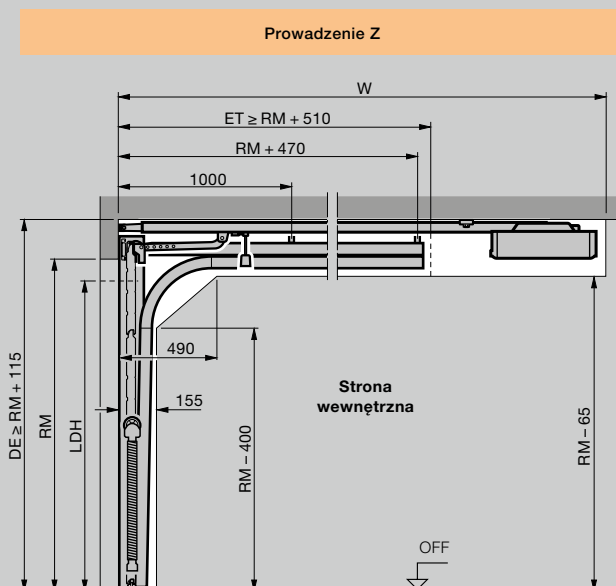 Prowadzenie Z
W
ET ≥ RM + 510
RM + 470
1000
490
155
DE ≥ RM + 115
RM
LDH
RM – 400
Strona
wewnętrzna
RM – 65
OFF